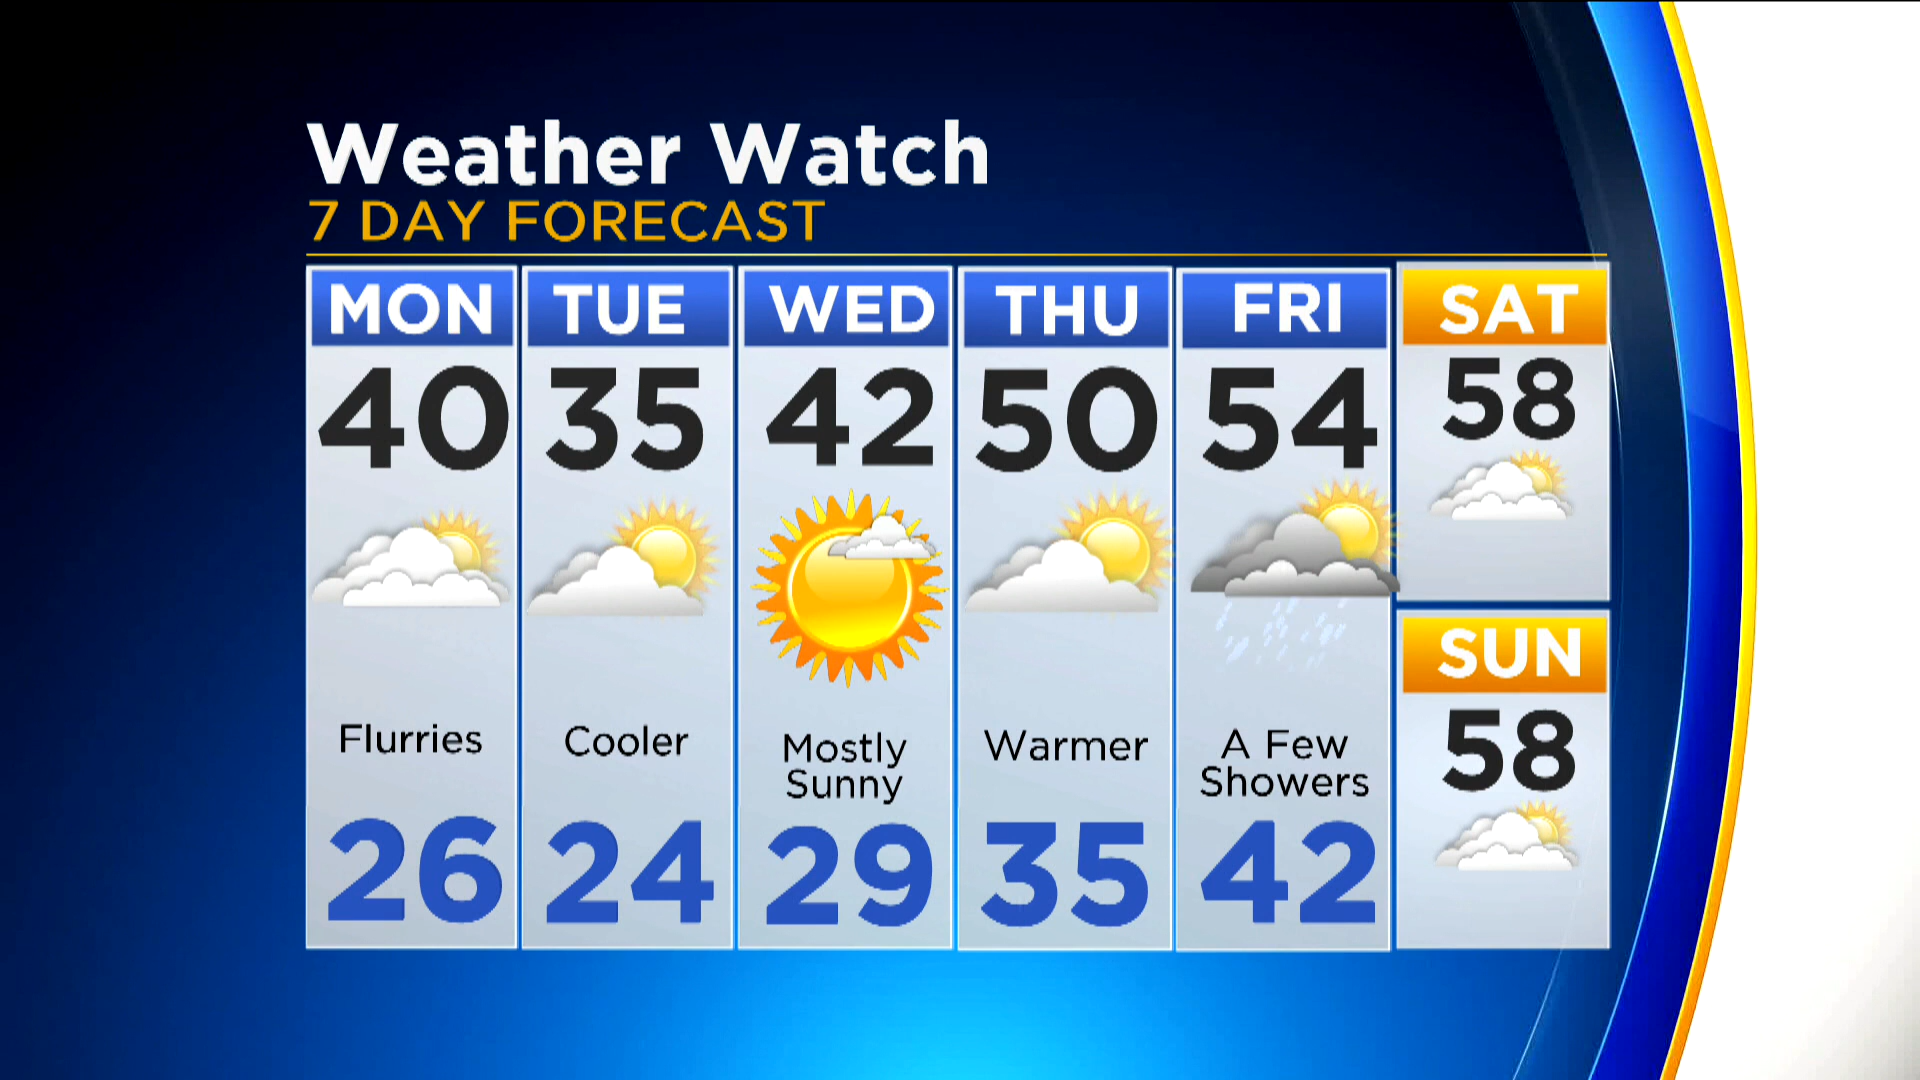 Weather Watch
7 DAY FORECAST
MON
40
Flurries
26
TUE
35
Cooler
24
WED
42
Mostly
Sunny
29
THU
50
Warmer
35
FRI
54
A Few
Showers
42
SAT
58
SUN
58